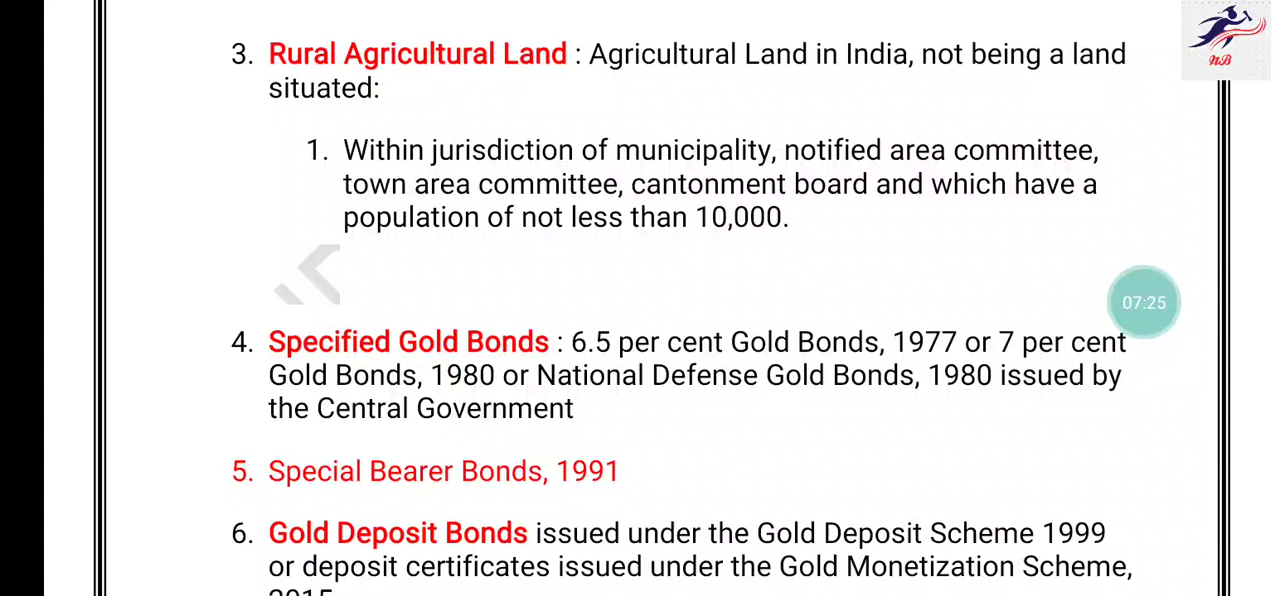 NB
3. Rural Agricultural Land : Agricultural Land in India, not being a land
situated:
1. Within jurisdiction of municipality, notified area committee,
town area committee, cantonment board and which have a
population of not less than 10,000.
07:25
4. Specified Gold Bonds : 6.5 per cent Gold Bonds, 1977 or 7 per cent
Gold Bonds, 1980 or National Defense Gold Bonds, 1980 issued by
the Central Government
5. Special Bearer Bonds, 1991
6. Gold Deposit Bonds issued under the Gold Deposit Scheme 1999
or deposit certificates issued under the Gold Monetization Scheme,
2015